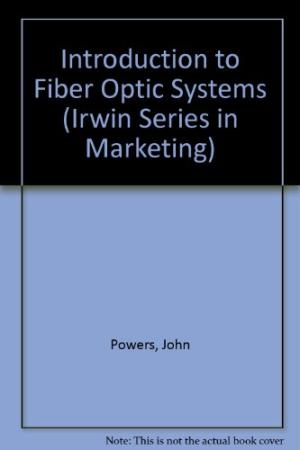 Introduction to
Fiber Optic Systems
(Irwin Series in
Marketing)
Powers, John
Note: This is not the actual book cover